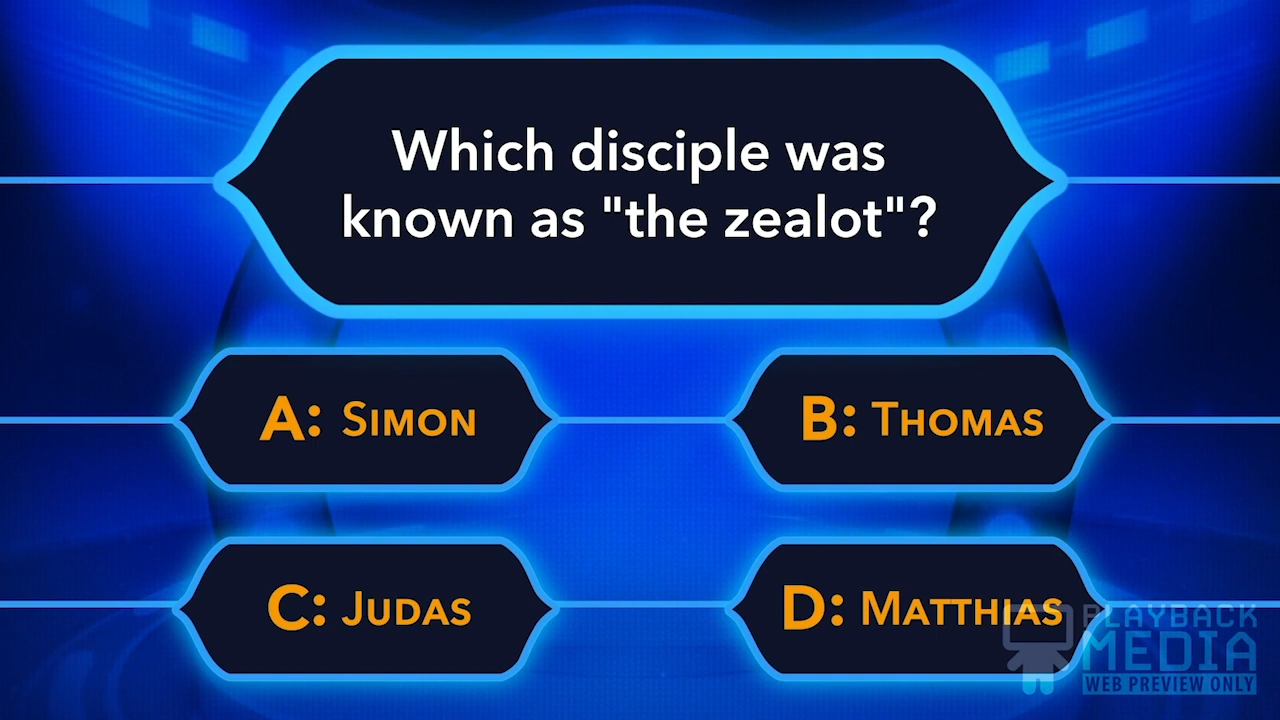 Which disciple was
known as "the zealot"?
A: SIMON
B: THOMAS
C: JUDAS
D: MATTHIAS
PLAYBACK
MEDIA
WEB PREVIEW ONLY